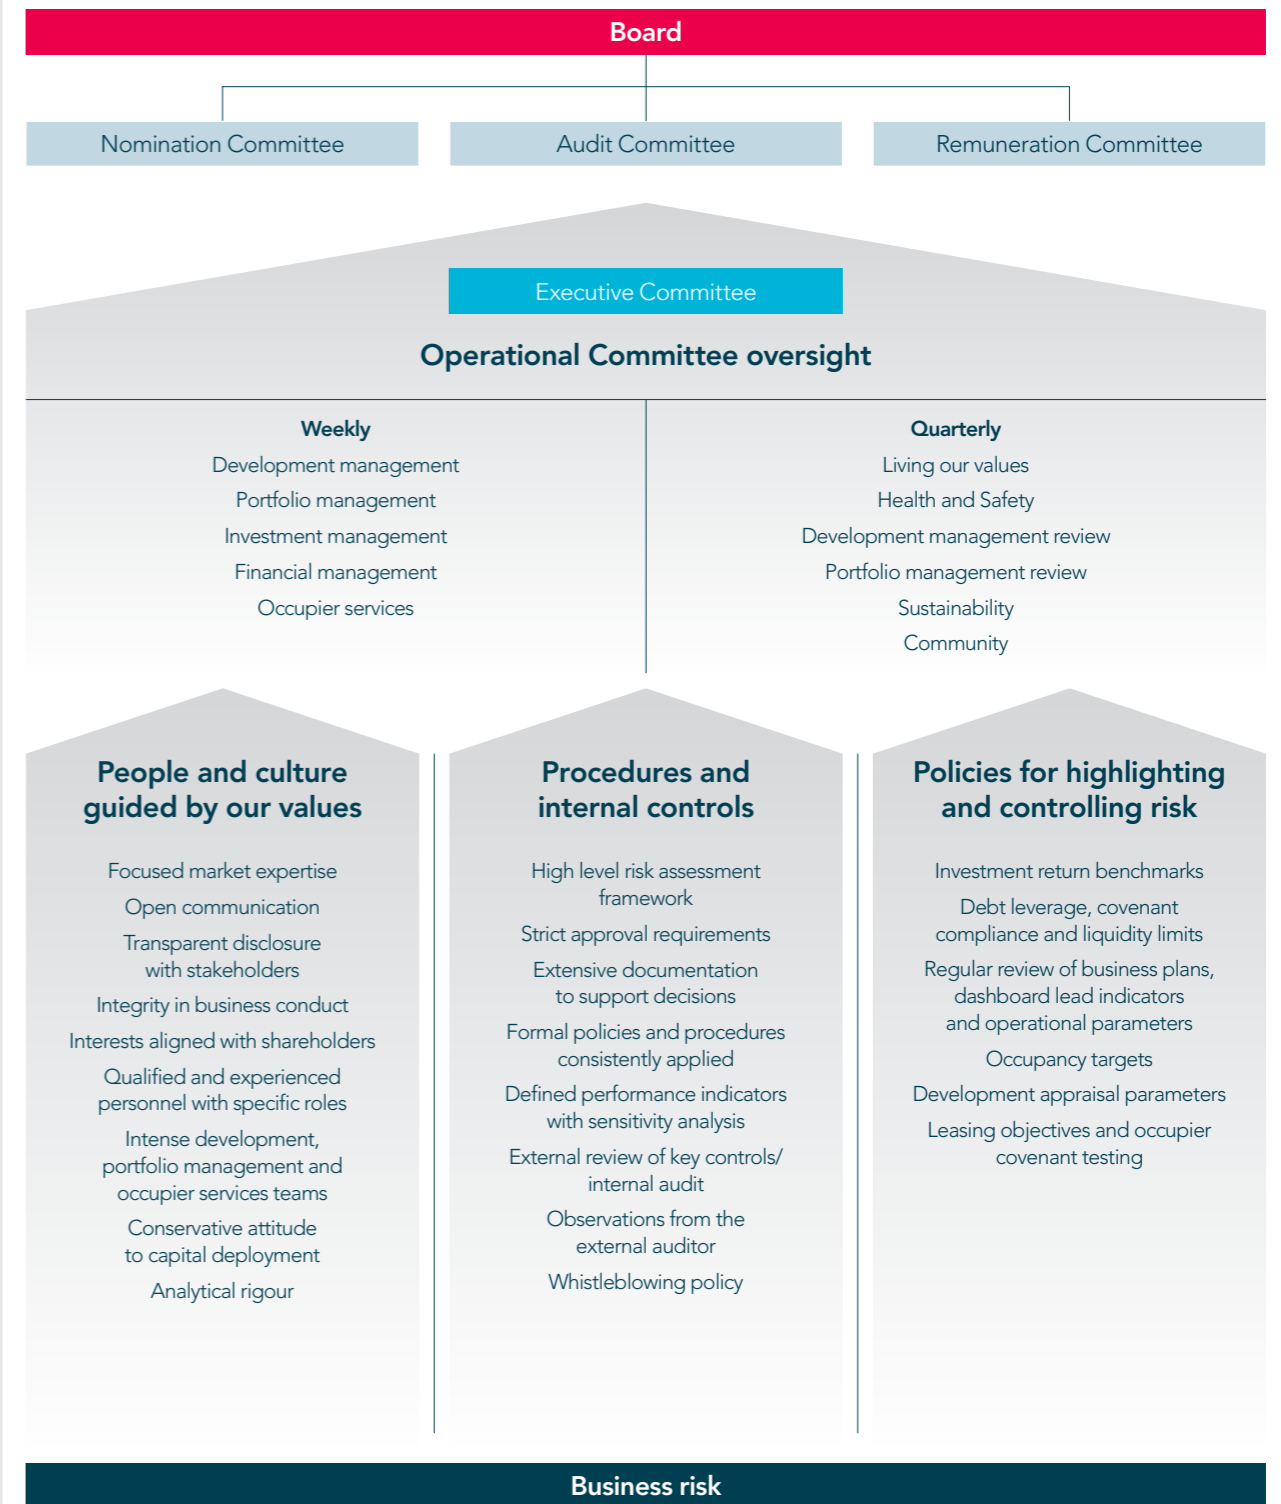 Board
Nomination Committee
Audit Committee
Remuneration Committee
Executive Committee
Operational Committee oversight
Weekly
Development management
Portfolio management
Investment management
Financial management
Occupier services
Quarterly
Living our values
Health and Safety
Development management review
Portfolio management review
Sustainability
Community
People and culture
guided by our values
Focused market expertise
Open communication
Transparent disclosure
with stakeholders
Integrity in business conduct
Interests aligned with shareholders
Qualified and experienced
personnel with specific roles
Intense development,
portfolio management and
occupier services teams
Conservative attitude
to capital deployment
Analytical rigour
Procedures and
internal controls
High level risk assessment
framework
Strict approval requirements
Extensive documentation
to support decisions
Formal policies and procedures
consistently applied
Defined performance indicators
with sensitivity analysis
External review of key controls/
internal audit
Observations from the
external auditor
Whistleblowing policy
Policies for highlighting
and controlling risk
Investment return benchmarks
Debt leverage, covenant
compliance and liquidity limits
Regular review of business plans,
dashboard lead indicators
and operational parameters
Occupancy targets
Development appraisal parameters
Leasing objectives and occupier
covenant testing
Business risk